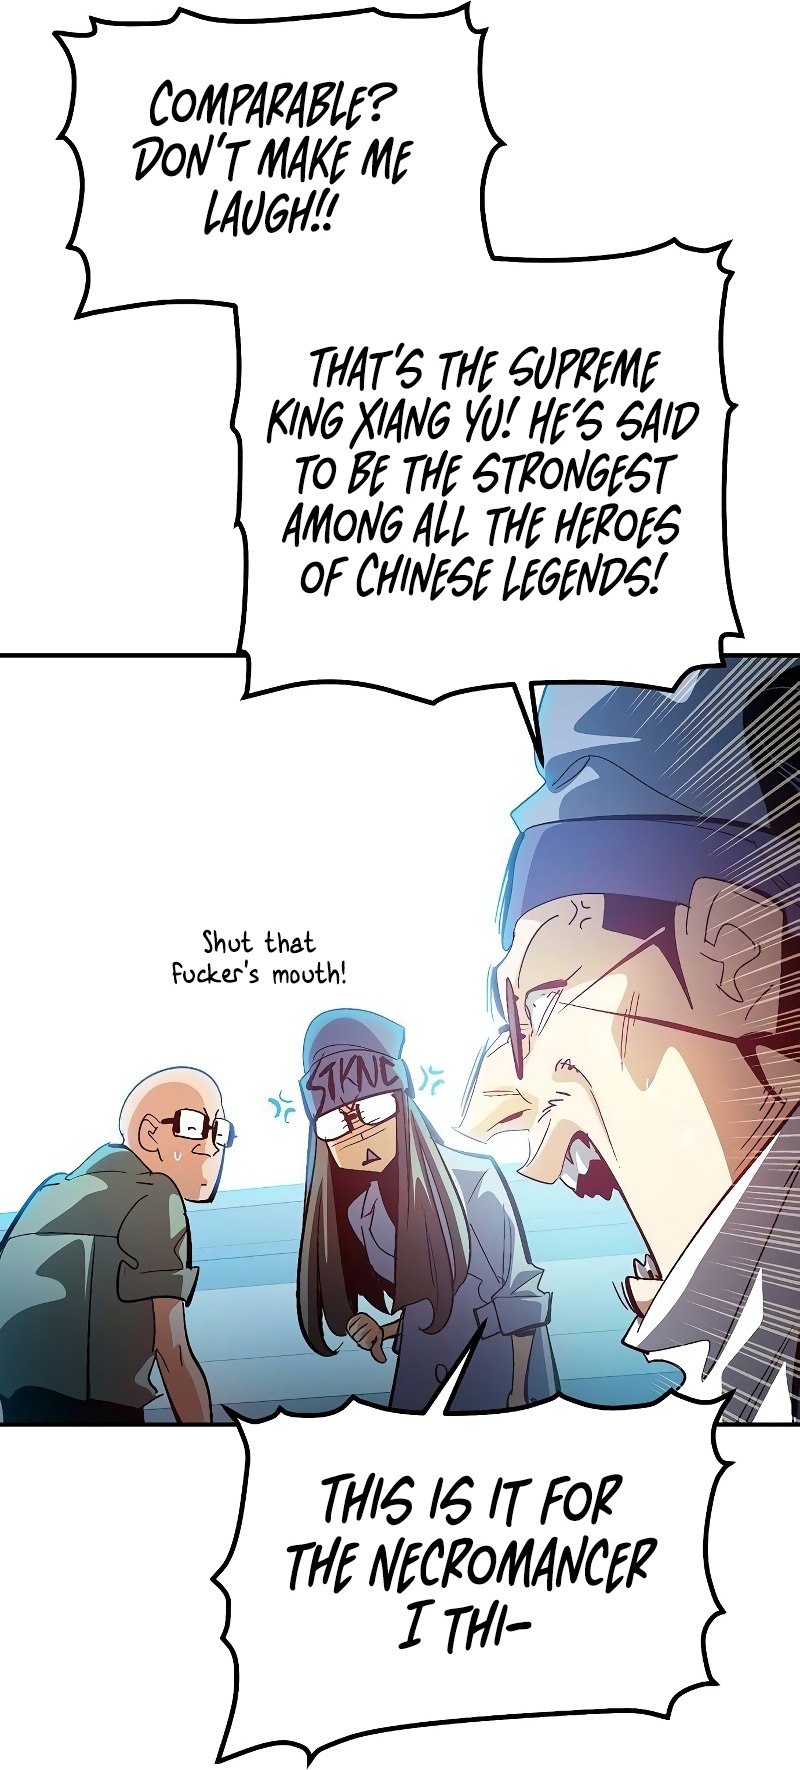 COMPARABLE?
DON'T MAKE ME
LAUGH!!
THAT'S THE SUPREME
KING XIANG YU! HE'S SAID
TO BE THE STRONGEST
AMONG ALL THE HEROES
OF CHINESE LEGENDS!
Shut that
fucker's mouth!
STKNC
THIS IS IT FOR
THE NECROMANCER
I THI-